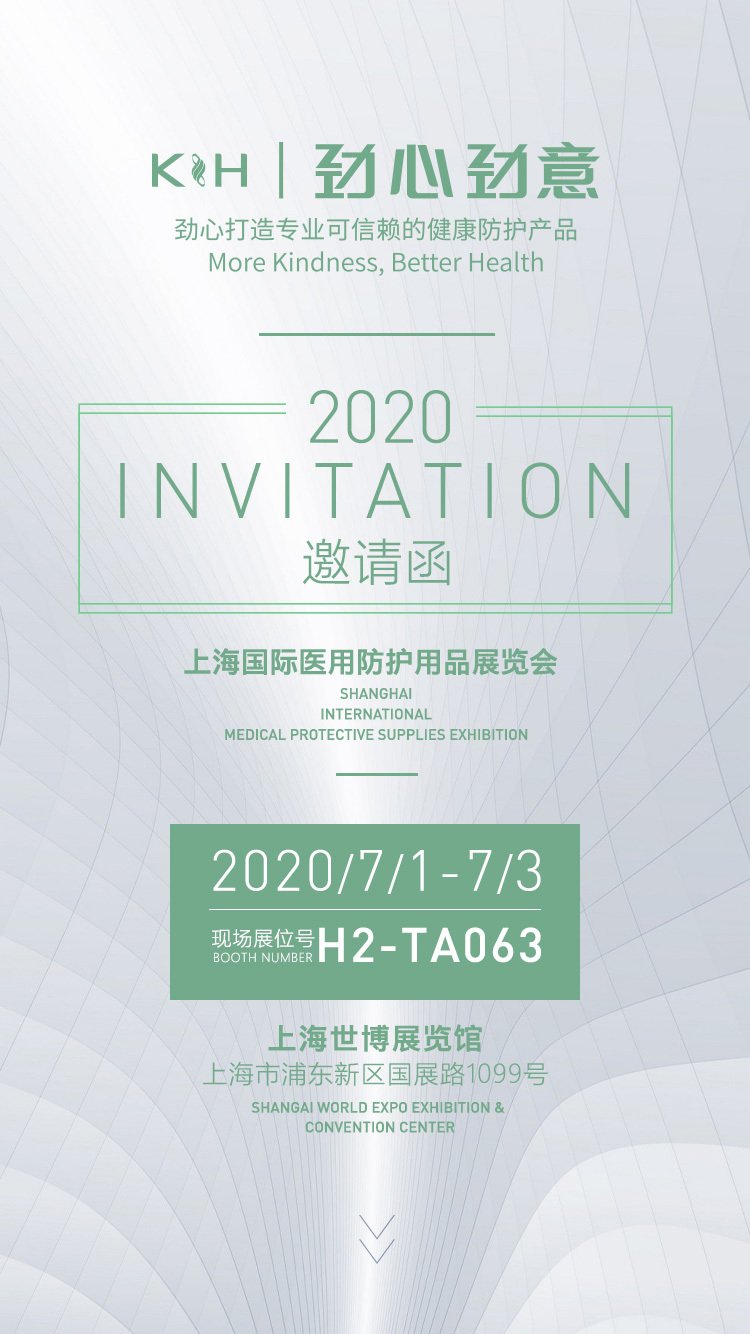 KH 劲心劲意
劲心打造专业可信赖的健康防护产品
More Kindness, Better Health
2020
INVITATION
邀请函
上海国际医用防护用品展览会
SHANGHAI
INTERNATIONAL
MEDICAL PROTECTIVE SUPPLIES EXHIBITION
2020/7/1-7/3
现场展位号
BOOTH NUMBER
H2-TA063
上海世博展览馆
上海市浦东新区国展路1099号
SHANGAI WORLD EXPO EXHIBITION &
CONVENTION CENTER